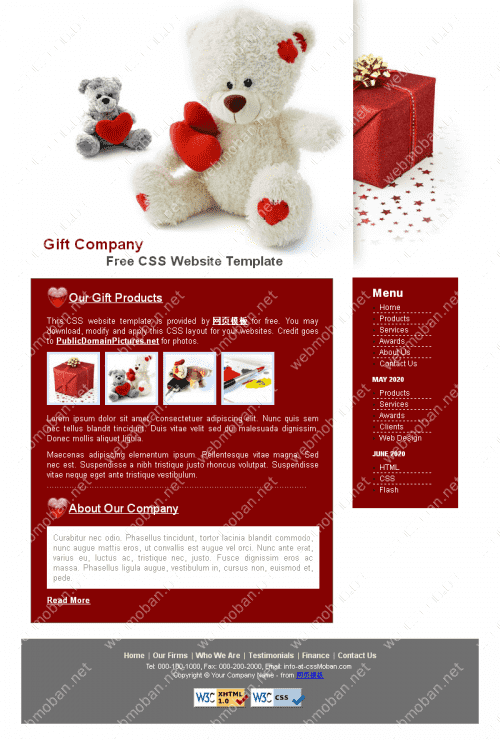 Gift Company
Free CSS Website Template
Our Gift Products
This CSS website template is provided by 网页模板 for free. You may
download, modify and apply this CSS layout for your websites. Credit goes
to PublicDomainPictures.net for photos.
Lorem ipsum dolor sit amet, consectetuer adipiscing elit. Nunc quis sem
nec tellus blandit tincidunt. Duis vitae velit sed dui malesuada dignissim.
Donec mollis aliquet ligula.
Maecenas adipiscing elementum ipsum. Pellentesque vitae magna. Sed
nec est. Suspendisse a nibh tristique justo rhoncus volutpat. Suspendisse
vitae neque eget ante tristique vestibulum.
About Our Company
Curabitur nec odio. Phasellus tincidunt, tortor lacinia blandit commodo,
nunc augue mattis eros, ut convallis est augue vel orci. Nunc ante erat,
varius eu, luctus ac, tristique nec, justo. Fusce dignissim eros ac
massa. Phasellus ligula augue, vestibulum in, cursus non, euismod et,
pede.
Read More
Menu
Home
Products
Services
Awards
About Us
Contact Us
MAY 2020
Products
Services
Awards
Clients
Web Design
JUNE 2020
HTML
CSS
Flash
Home | Our Firms | Who We Are | Testimonials | Finance | Contact Us
Tel: 000-100-1000, Fax: 000-200-2000, Email: info-at-cssMoban.com
Copyright © Your Company Name - from 网页模板
W3C XHTML 1.0
W3C CSS
webmoban.net